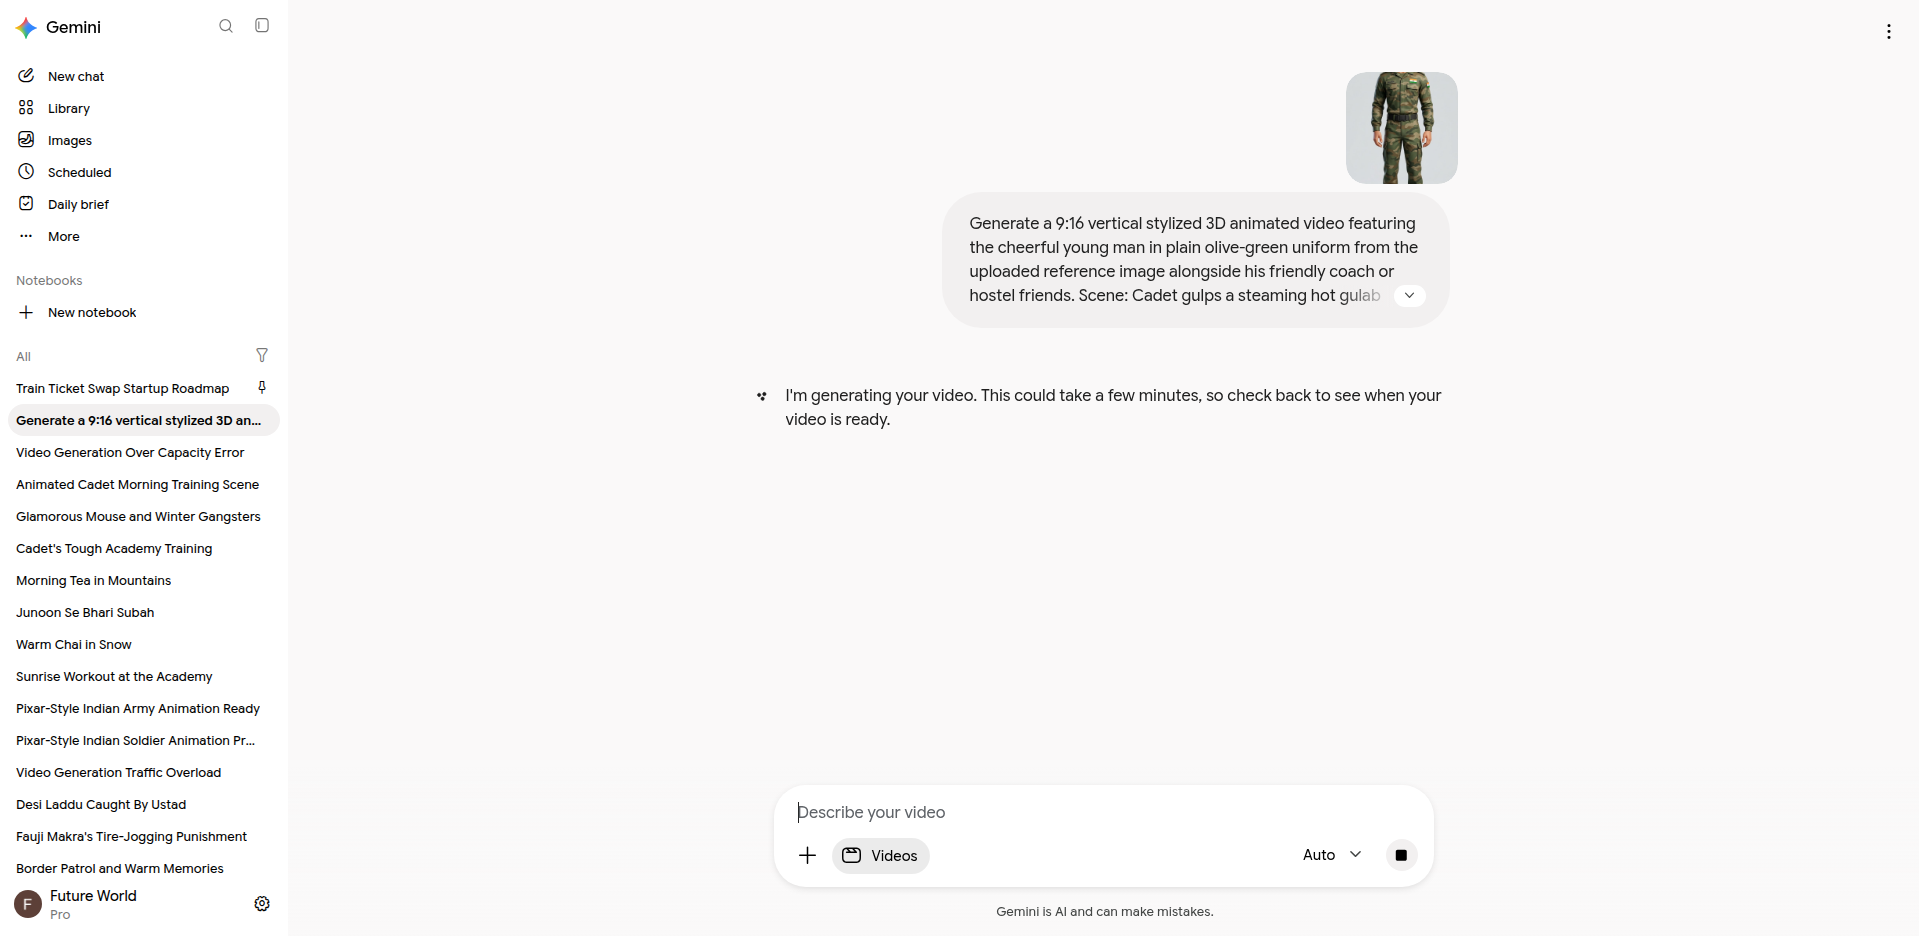 Gemini
New chat
Library
Images
Scheduled
Daily brief
More
Notebooks
New notebook
All
Train Ticket Swap Startup Roadmap
Generate a 9:16 vertical stylized 3D an...
Video Generation Over Capacity Error
Animated Cadet Morning Training Scene
Glamorous Mouse and Winter Gangsters
Cadet's Tough Academy Training
Morning Tea in Mountains
Junoon Se Bhari Subah
Warm Chai in Snow
Sunrise Workout at the Academy
Pixar-Style Indian Army Animation Ready
Pixar-Style Indian Soldier Animation Pr...
Video Generation Traffic Overload
Desi Laddu Caught By Ustad
Fauji Makra's Tire-Jogging Punishment
Border Patrol and Warm Memories
F
Future World
Pro
Generate a 9:16 vertical stylized 3D animated video featuring
the cheerful young man in plain olive-green uniform from the
uploaded reference image alongside his friendly coach or
hostel friends. Scene: Cadet gulps a steaming hot gulab
I'm generating your video. This could take a few minutes, so check back to see when your
video is ready.
Describe your video
Videos
Auto
Gemini is AI and can make mistakes.